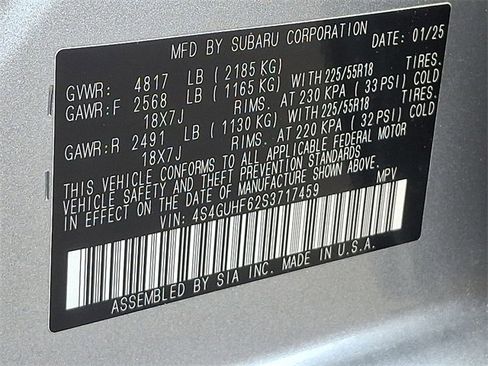 MFD BY SUBARU CORPORATION DATE: 01/25
GVWR: 4817 LB (2185 KG) TIRES.
GAWR:F 2568 LB (1165 KG) WITH 225/55R18
18X7J RIMS. AT 230 KPA (33 PSI) COLD
GAWR:R 2491 LB (1130 KG) WITH 225/55R18 TIRES.
18X7J RIMS. AT 220 KPA (32 PSI) COLD
THIS VEHICLE CONFORMS TO ALL APPLICABLE FEDERAL MOTOR
VEHICLE SAFETY AND THEFT PREVENTION STANDARDS
IN EFFECT ON THE DATE OF MANUFACTURE SHOWN ABOVE.
VIN: 4S4GUHF62S3717459 MPV
ASSEMBLED BY SIA INC. MADE IN U.S.A.